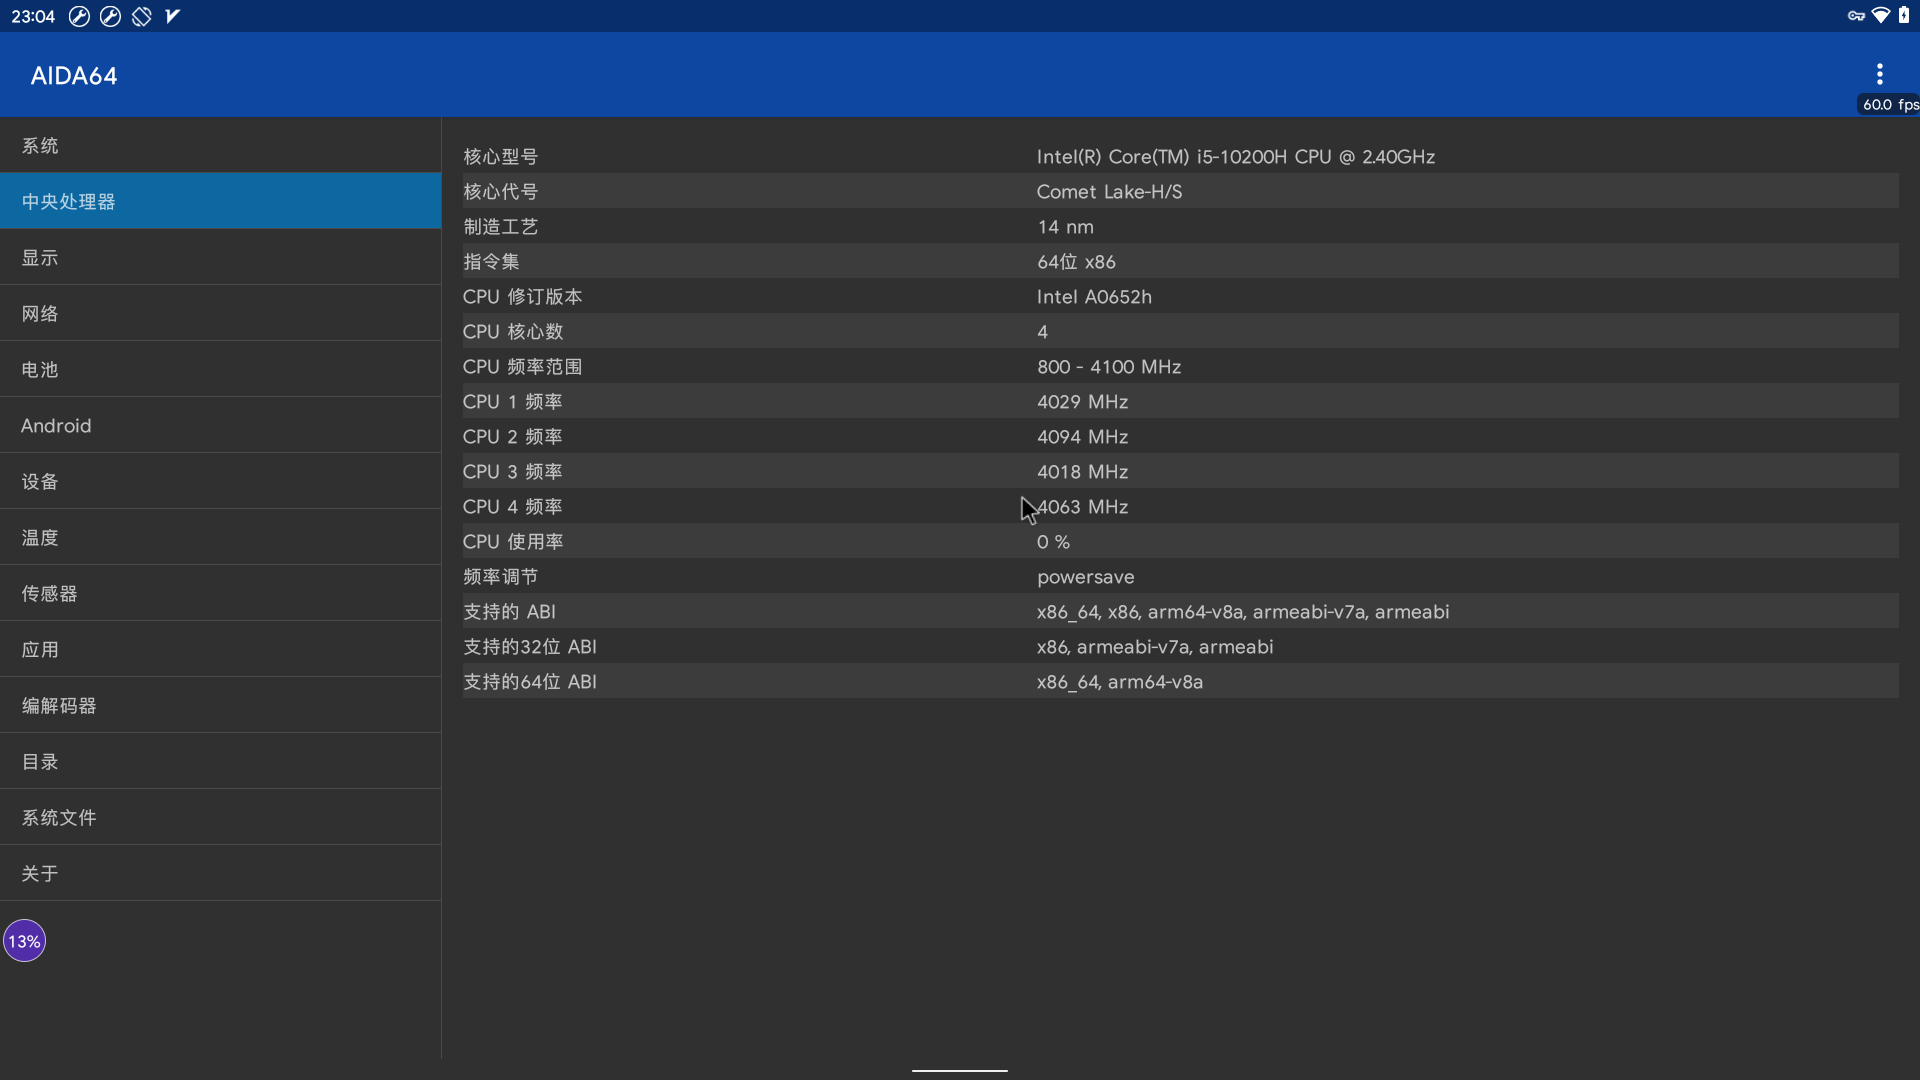 23:04
AIDA64
60.0 fps
系统
中央处理器
显示
网络
电池
Android
设备
温度
传感器
应用
编解码器
目录
系统文件
关于
13%
核心型号 Intel(R) Core(TM) i5-10200H CPU @ 2.40GHz
核心代号 Comet Lake-H/S
制造工艺 14 nm
指令集 64位 x86
CPU 修订版本 Intel A0652h
CPU 核心数 4
CPU 频率范围 800 - 4100 MHz
CPU 1 频率 4029 MHz
CPU 2 频率 4094 MHz
CPU 3 频率 4018 MHz
CPU 4 频率 4063 MHz
CPU 使用率 0 %
频率调节 powersave
支持的 ABI x86_64, x86, arm64-v8a, armeabi-v7a, armeabi
支持的32位 ABI x86, armeabi-v7a, armeabi
支持的64位 ABI x86_64, arm64-v8a